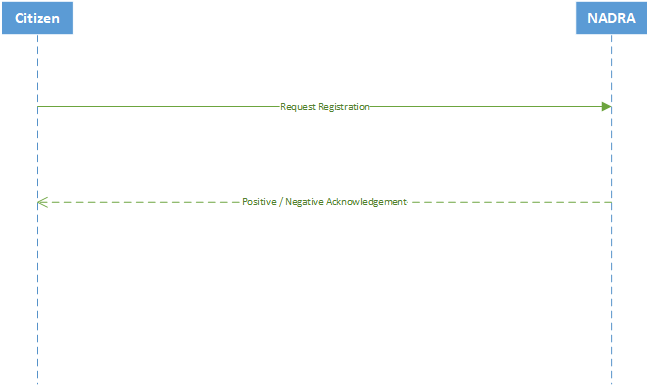 Citizen
NADRA
Request Registration
Positive / Negative Acknowledgement